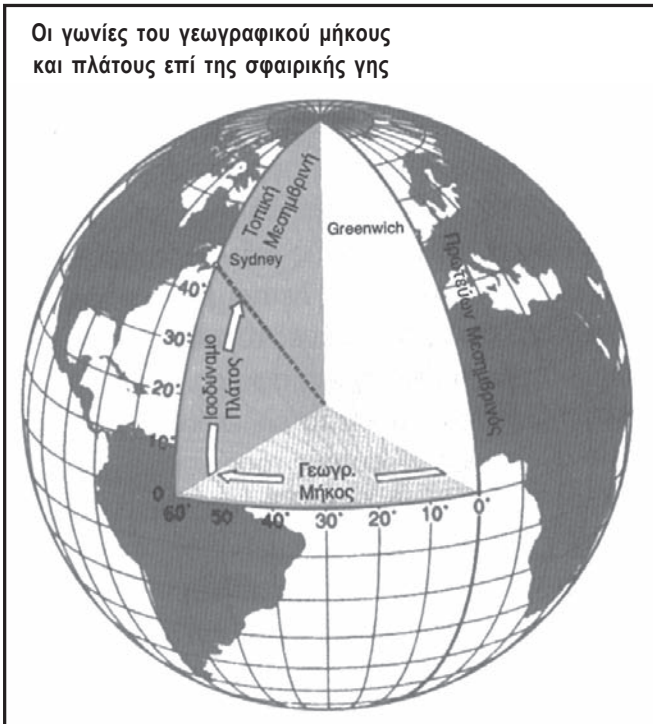 Οι γωνίες του γεωγραφικού μήκους
και πλάτους επί της σφαιρικής γης
Τοπική
Μεσημβρινή
Greenwich
Πρωτεύων Μεσημβρινός
Sydney
40°
30°
20°
10°
0
Ισοδύναμο
Πλάτος
Γεωγρ.
Μήκος
60° 50 40° 30° 20° 10° 0°